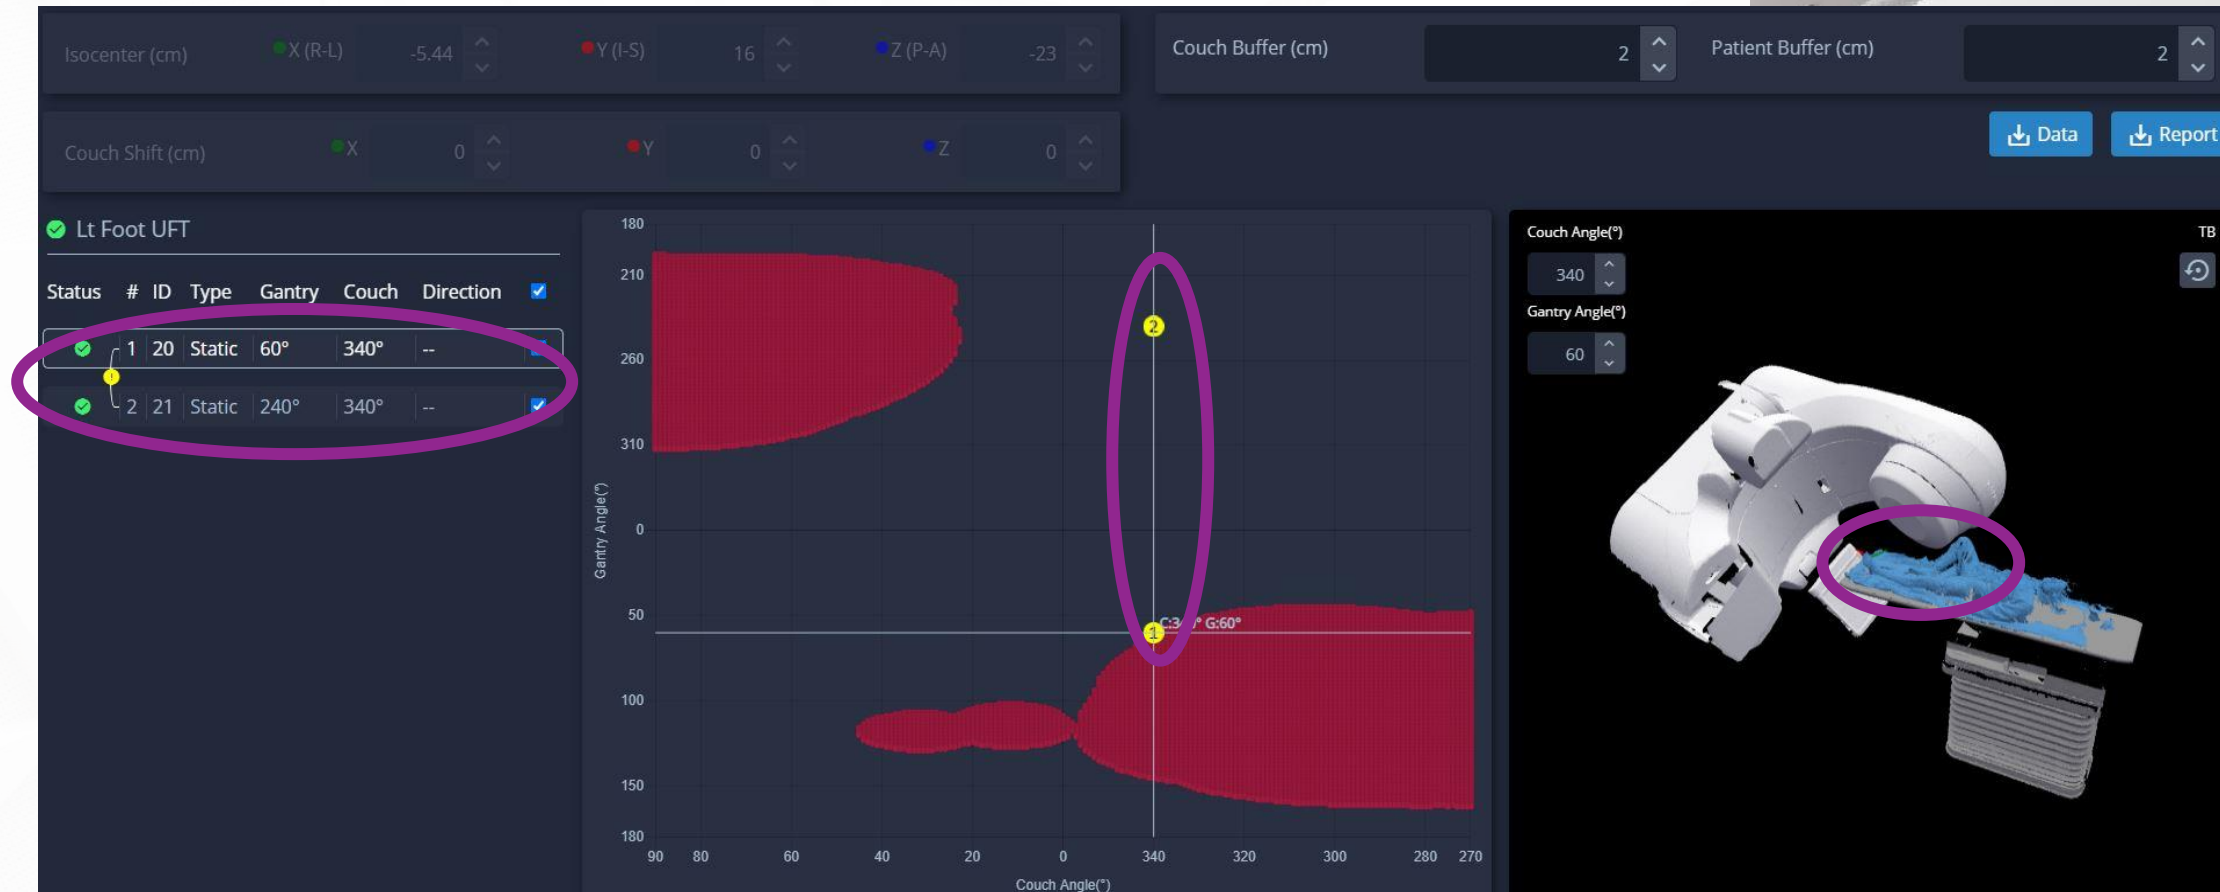 Isocenter (cm) X (R-L) -5.44 Y (I-S) 16 Z (P-A) -23
Couch Buffer (cm) 2 Patient Buffer (cm) 2
Couch Shift (cm) X 0 Y 0 Z 0
Data Report
Lt Foot UFT
Status # ID Type Gantry Couch Direction
1 20 Static 60° 340° --
2 21 Static 240° 340° --
180
210
260
310
0
50
100
150
180
Gantry Angle(°)
90 80 60 40 20 0 340 320 300 280 270
Couch Angle(°)
2
1
G:60°
Couch Angle(°)
340
Gantry Angle(°)
60
TB